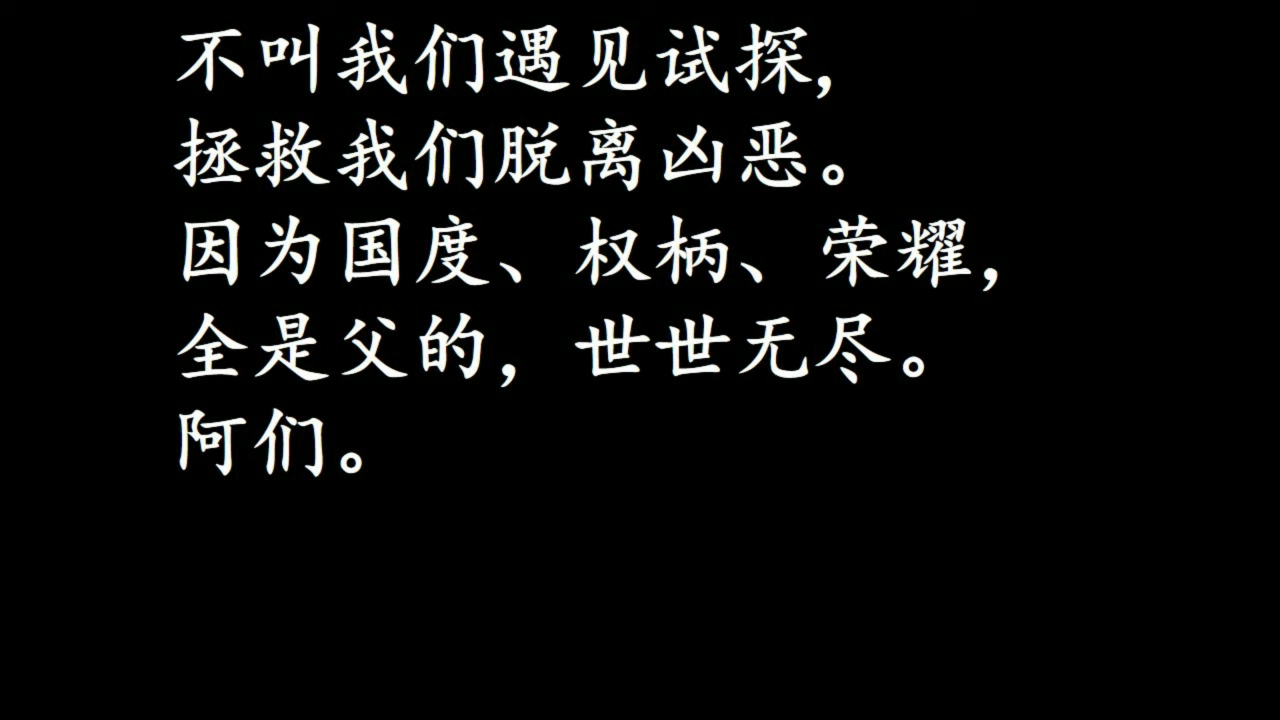 不叫我们遇见试探,
拯救我们脱离凶恶。
因为国度、权柄、荣耀，
全是父的，世世无尽。
阿们。